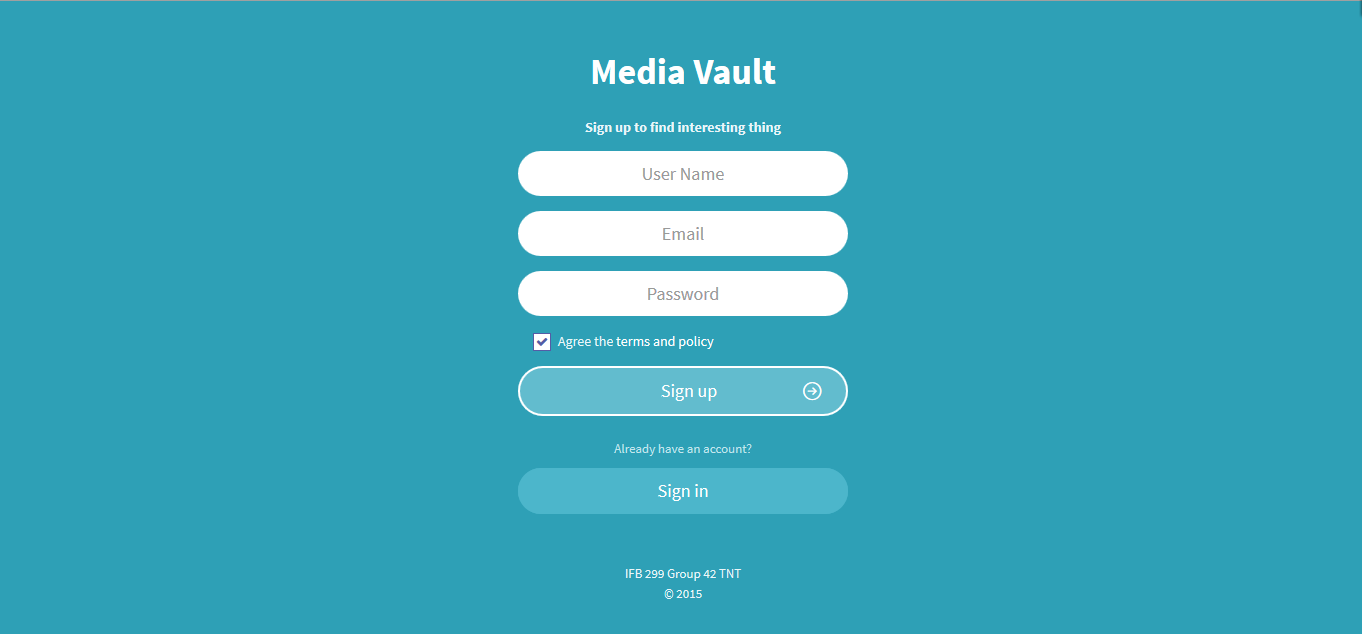 Media Vault
Sign up to find interesting thing
User Name
Email
Password
Agree the terms and policy
Sign up
Already have an account?
Sign in
IFB 299 Group 42 TNT
© 2015